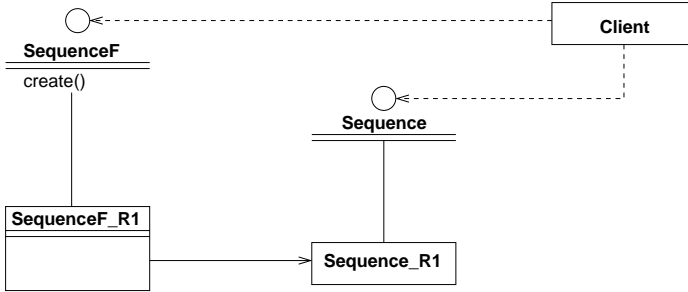 Client
SequenceF
create()
Sequence
SequenceF_R1
Sequence_R1